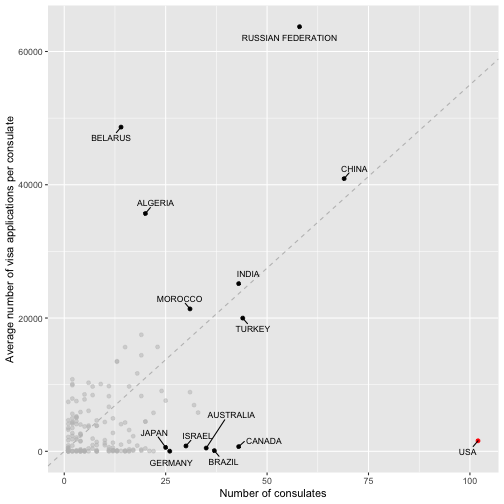 RUSSIAN FEDERATION
60000
BELARUS
CHINA
40000
ALGERIA
INDIA
MOROCCO
20000
TURKEY
AUSTRALIA
JAPAN
ISRAEL
CANADA
0
USA
GERMANY
BRAZIL
0
25
50
75
100
Number of consulates
Average number of visa applications per consulate